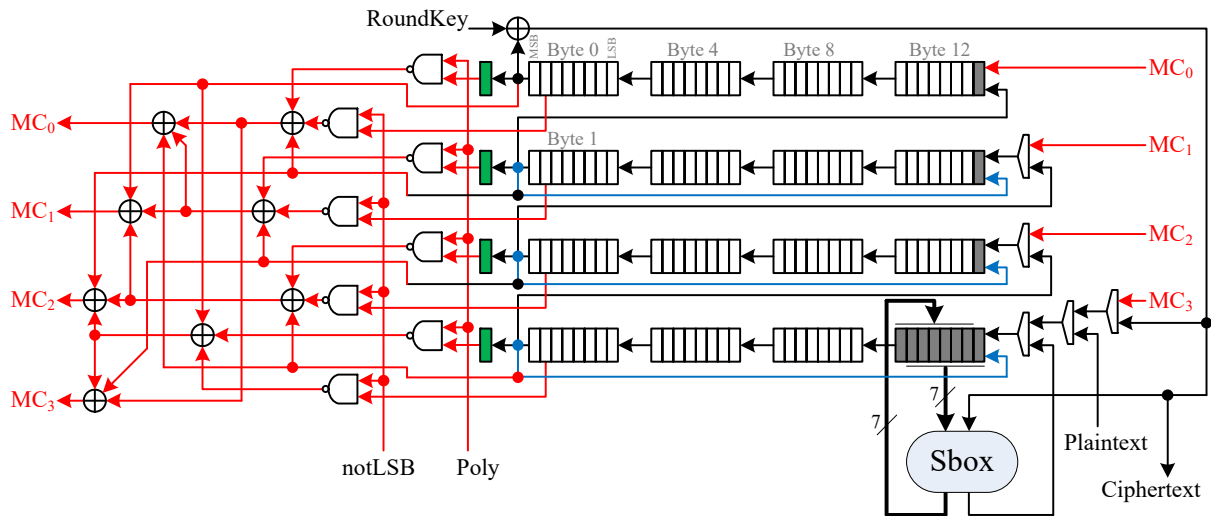 RoundKey
MSB
Byte 0
LSB
Byte 4
Byte 8
Byte 12
MC0
MC0
Byte 1
MC1
MC1
MC2
MC2
MC3
MC3
7
7
Sbox
notLSB
Poly
Plaintext
Ciphertext